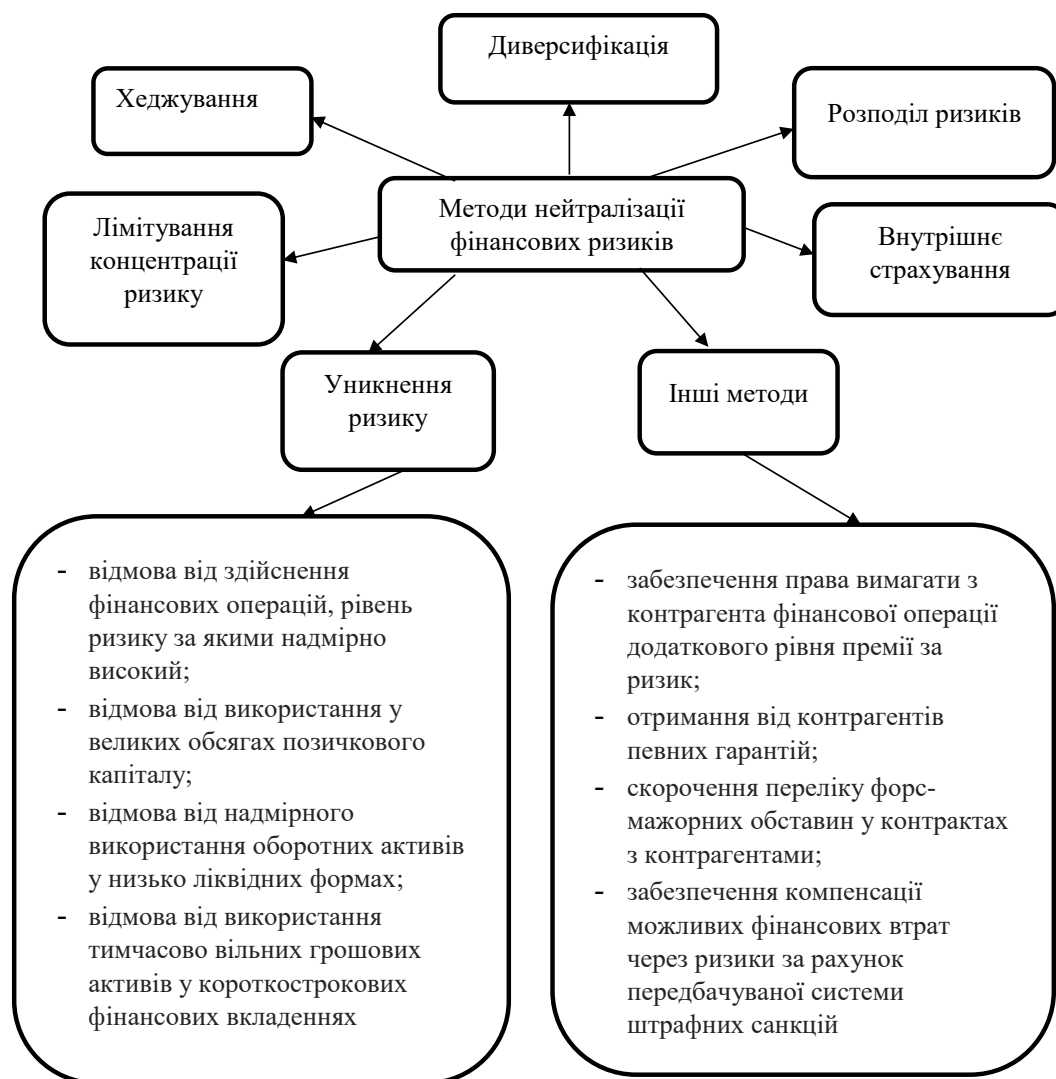 Диверсифікація
Хеджування
Розподіл ризиків
Методи нейтралізації
фінансових ризиків
Лімітування
концентрації
ризику
Внутрішнє
страхування
Уникнення
ризику
Інші методи
- відмова від здійснення
фінансових операцій, рівень
ризику за якими надмірно
високий;
- відмова від використання у
великих обсягах позичкового
капіталу;
- відмова від надмірного
використання оборотних активів
у низько ліквідних формах;
- відмова від використання
тимчасово вільних грошових
активів у короткострокових
фінансових вкладеннях
- забезпечення права вимагати з
контрагента фінансової операції
додаткового рівня премії за
ризик;
- отримання від контрагентів
певних гарантій;
- скорочення переліку форс-
мажорних обставин у контрактах
з контрагентами;
- забезпечення компенсації
можливих фінансових втрат
через ризики за рахунок
передбачуваної системи
штрафних санкцій